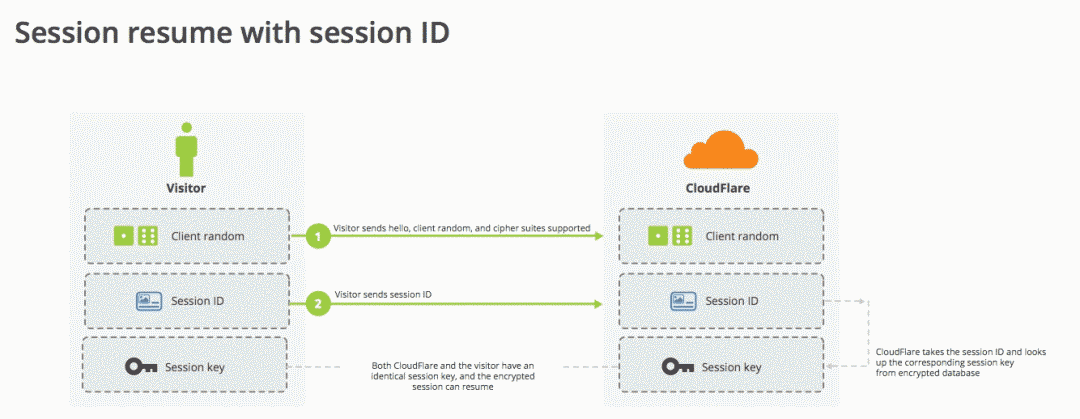 Session resume with session ID
Visitor
CloudFlare
Client random
1
Visitor sends hello, client random, and cipher suites supported
Client random
Session ID
2
Visitor sends session ID
Session ID
Session key
Both CloudFlare and the visitor have an
identical session key, and the encrypted
session can resume
Session key
CloudFlare takes the session ID and looks
up the corresponding session key
from encrypted database